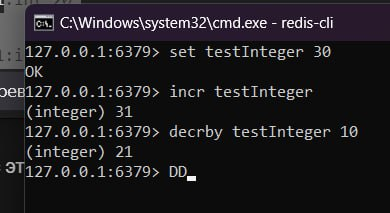 C:\Windows\system32\cmd.exe - redis-cli
127.0.0.1:6379> set testInteger 30
OK
127.0.0.1:6379> incr testInteger
(integer) 31
127.0.0.1:6379> decrby testInteger 10
(integer) 21
127.0.0.1:6379> DD